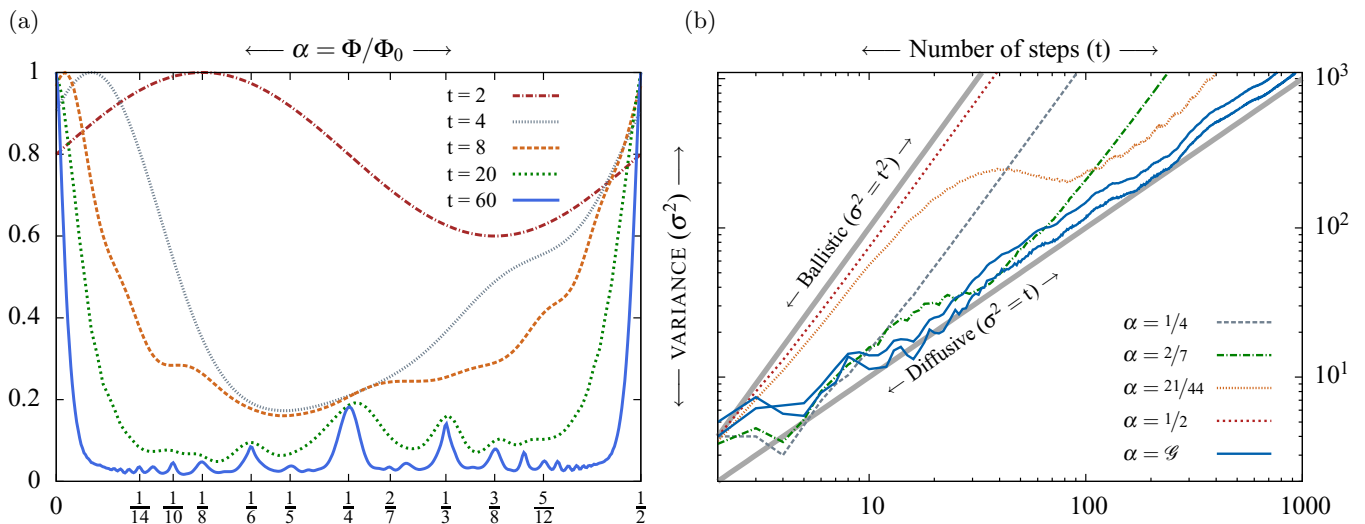 (a)
← α = Φ/Φ0 →
1
0.8
0.6
0.4
0.2
0
t = 2
t = 4
t = 8
t = 20
t = 60
0 1/14 1/10 1/8 1/6 1/5 1/4 2/7 1/3 3/8 5/12 1/2
(b)
← Number of steps (t) →
← VARIANCE (σ²) →
← Ballistic (σ² = t²) →
← Diffusive (σ² = t) →
10³
10²
10¹
α = 1/4
α = 2/7
α = 21/44
α = 1/2
α = 𝒢
10 100 1000